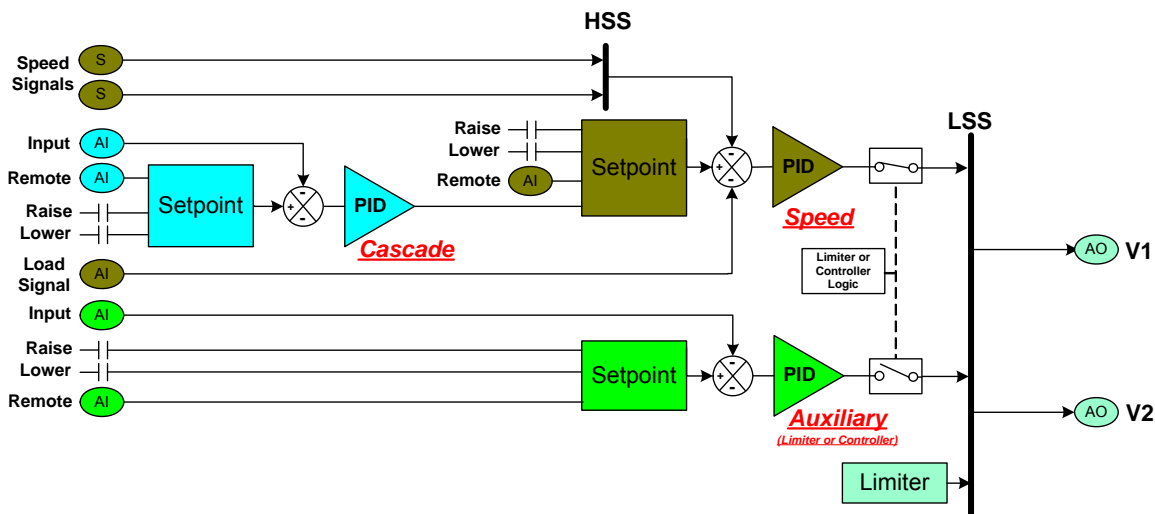 HSS
Speed
Signals
S
S
Input
AI
Remote
AI
Raise
Lower
Setpoint
+
-
-
PID
Cascade
Raise
Lower
Remote
AI
Setpoint
+
-
-
PID
Speed
LSS
Load
Signal
AI
Limiter or
Controller
Logic
AO
V1
Input
AI
Raise
Lower
Remote
AI
Setpoint
+
-
-
PID
Auxiliary
(Limiter or Controller)
AO
V2
Limiter